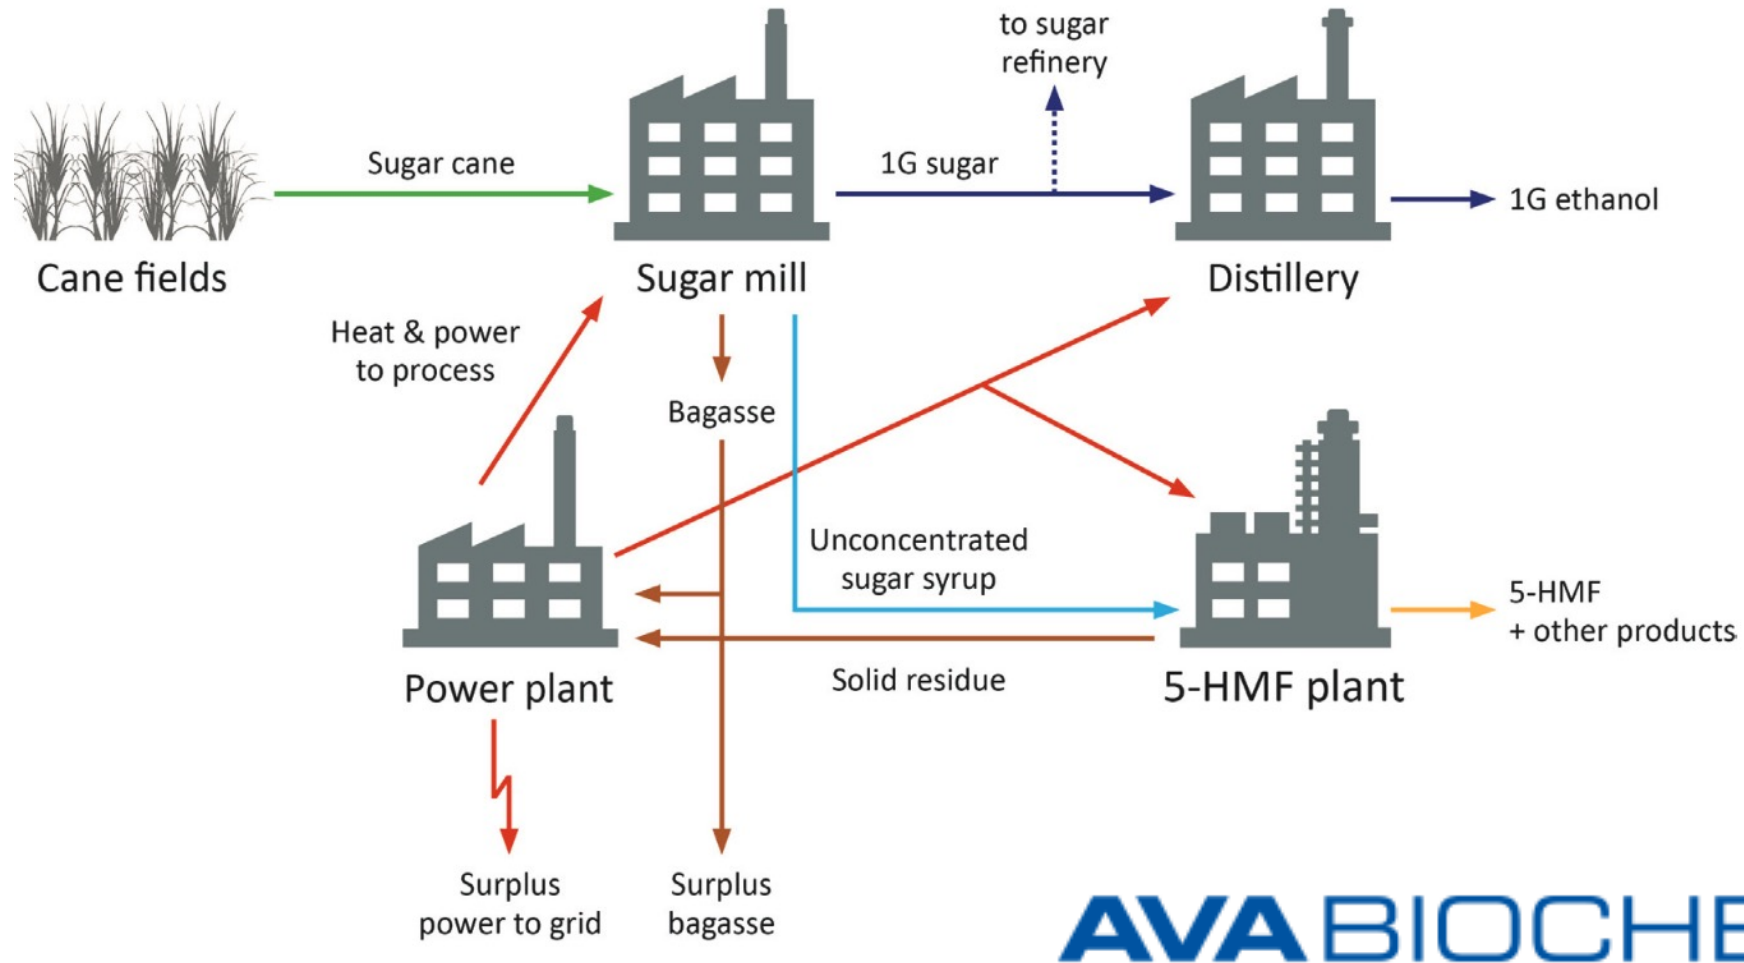 to sugar
refinery
Sugar cane
1G sugar
1G ethanol
Cane fields
Sugar mill
Distillery
Heat & power
to process
Bagasse
Unconcentrated
sugar syrup
5-HMF
+ other products
Solid residue
Power plant
5-HMF plant
Surplus
power to grid
Surplus
bagasse
AVABIOCHE